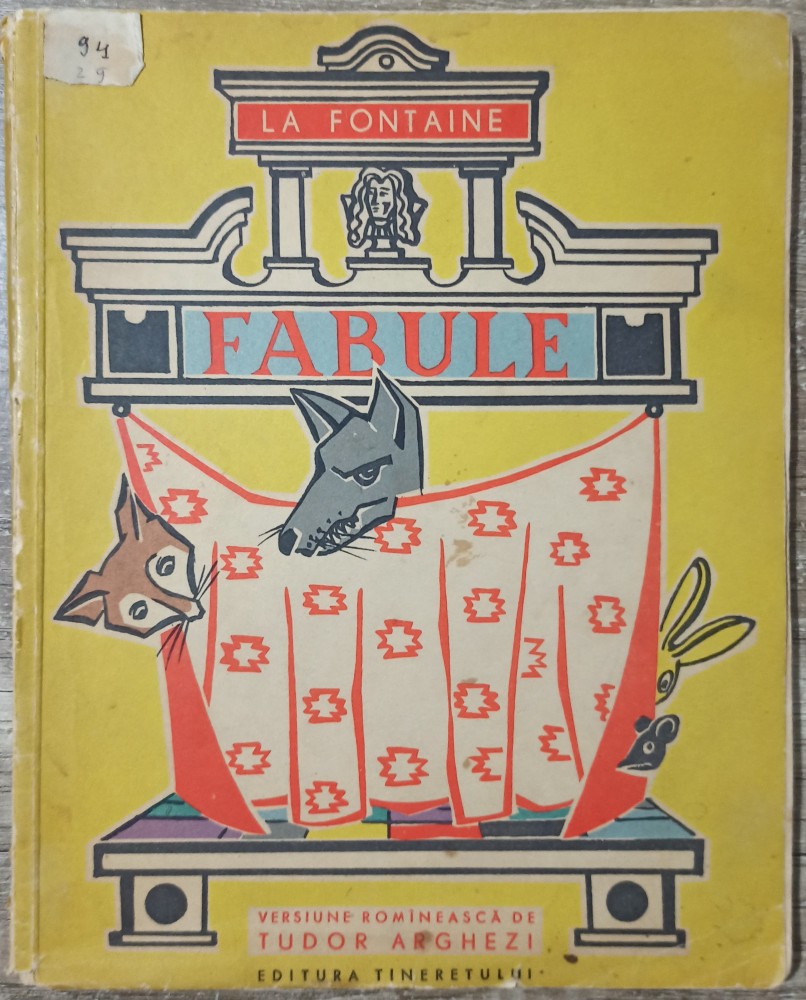 94
29
LA FONTAINE
FABULE
VERSIUNE ROMÎNEASCĂ DE
TUDOR ARGHEZI
EDITURA TINERETULUI